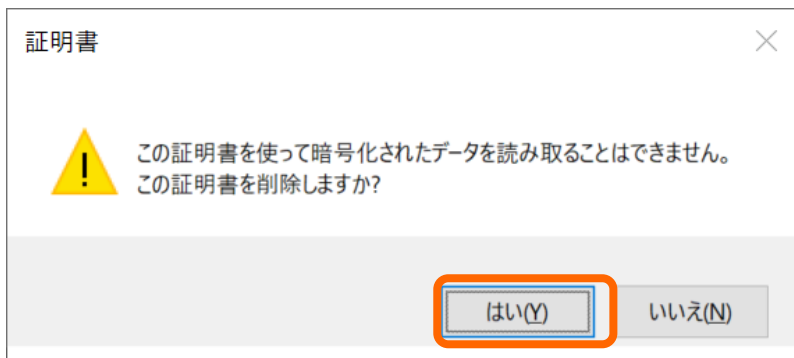 証明書
この証明書を使って暗号化されたデータを読み取ることはできません。
この証明書を削除しますか?
はい(Y)
いいえ(N)